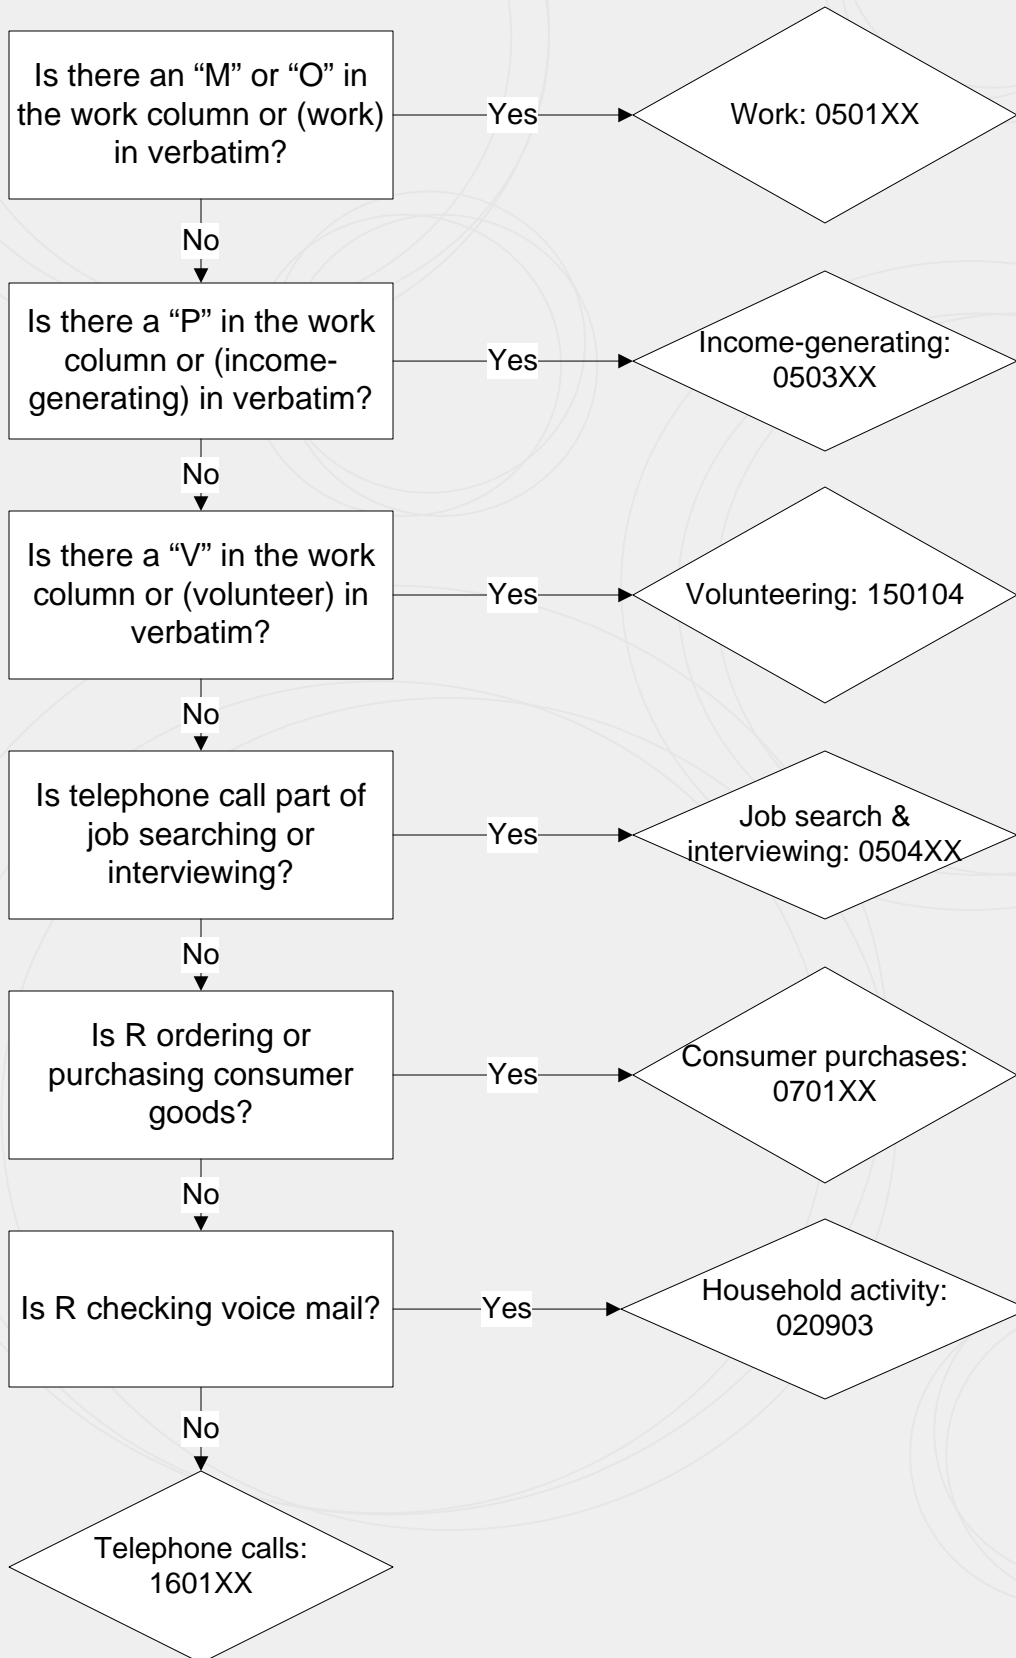 Is there an “M” or “O” in
the work column or (work)
in verbatim?
Yes
Work: 0501XX
No
Is there a “P” in the work
column or (income-
generating) in verbatim?
Yes
Income-generating:
0503XX
No
Is there a “V” in the work
column or (volunteer) in
verbatim?
Yes
Volunteering: 150104
No
Is telephone call part of
job searching or
interviewing?
Yes
Job search &
interviewing: 0504XX
No
Is R ordering or
purchasing consumer
goods?
Yes
Consumer purchases:
0701XX
No
Is R checking voice mail?
Yes
Household activity:
020903
No
Telephone calls:
1601XX